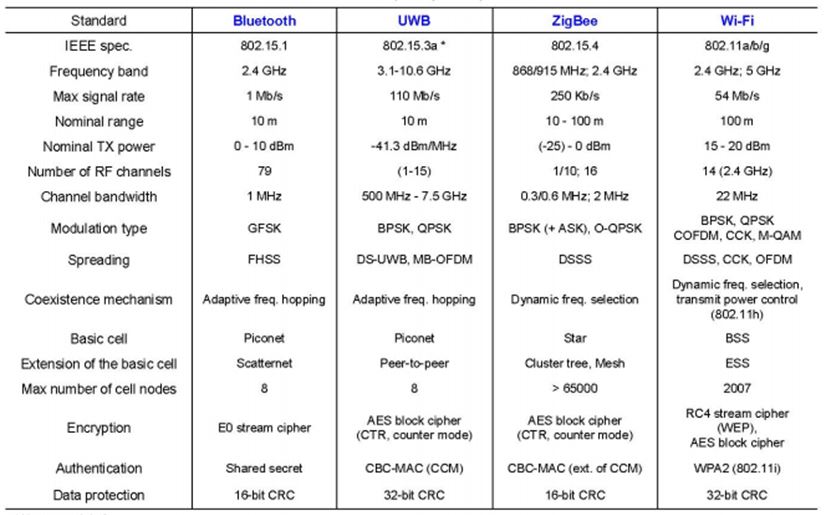 Standard Bluetooth UWB ZigBee Wi-Fi
IEEE spec. 802.15.1 802.15.3a * 802.15.4 802.11a/b/g
Frequency band 2.4 GHz 3.1-10.6 GHz 868/915 MHz; 2.4 GHz 2.4 GHz; 5 GHz
Max signal rate 1 Mb/s 110 Mb/s 250 Kb/s 54 Mb/s
Nominal range 10 m 10 m 10 - 100 m 100 m
Nominal TX power 0 - 10 dBm -41.3 dBm/MHz (-25) - 0 dBm 15 - 20 dBm
Number of RF channels 79 (1-15) 1/10; 16 14 (2.4 GHz)
Channel bandwidth 1 MHz 500 MHz - 7.5 GHz 0.3/0.6 MHz; 2 MHz 22 MHz
Modulation type GFSK BPSK, QPSK BPSK (+ ASK), O-QPSK BPSK, QPSK
COFDM, CCK, M-QAM
Spreading FHSS DS-UWB, MB-OFDM DSSS DSSS, CCK, OFDM
Coexistence mechanism Adaptive freq. hopping Adaptive freq. hopping Dynamic freq. selection Dynamic freq. selection,
transmit power control
(802.11h)
Basic cell Piconet Piconet Star BSS
Extension of the basic cell Scatternet Peer-to-peer Cluster tree, Mesh ESS
Max number of cell nodes 8 8 > 65000 2007
Encryption E0 stream cipher AES block cipher
(CTR, counter mode) AES block cipher
(CTR, counter mode) RC4 stream cipher
(WEP),
AES block cipher
Authentication Shared secret CBC-MAC (CCM) CBC-MAC (ext. of CCM) WPA2 (802.11i)
Data protection 16-bit CRC 32-bit CRC 16-bit CRC 32-bit CRC